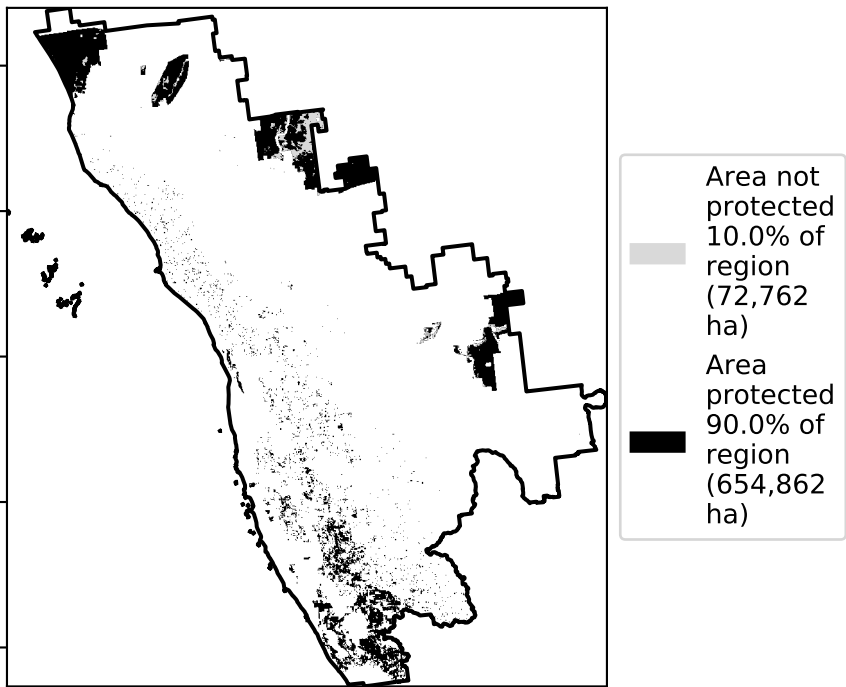 Area not
protected
10.0% of
region
(72,762
ha)
Area
protected
90.0% of
region
(654,862
ha)